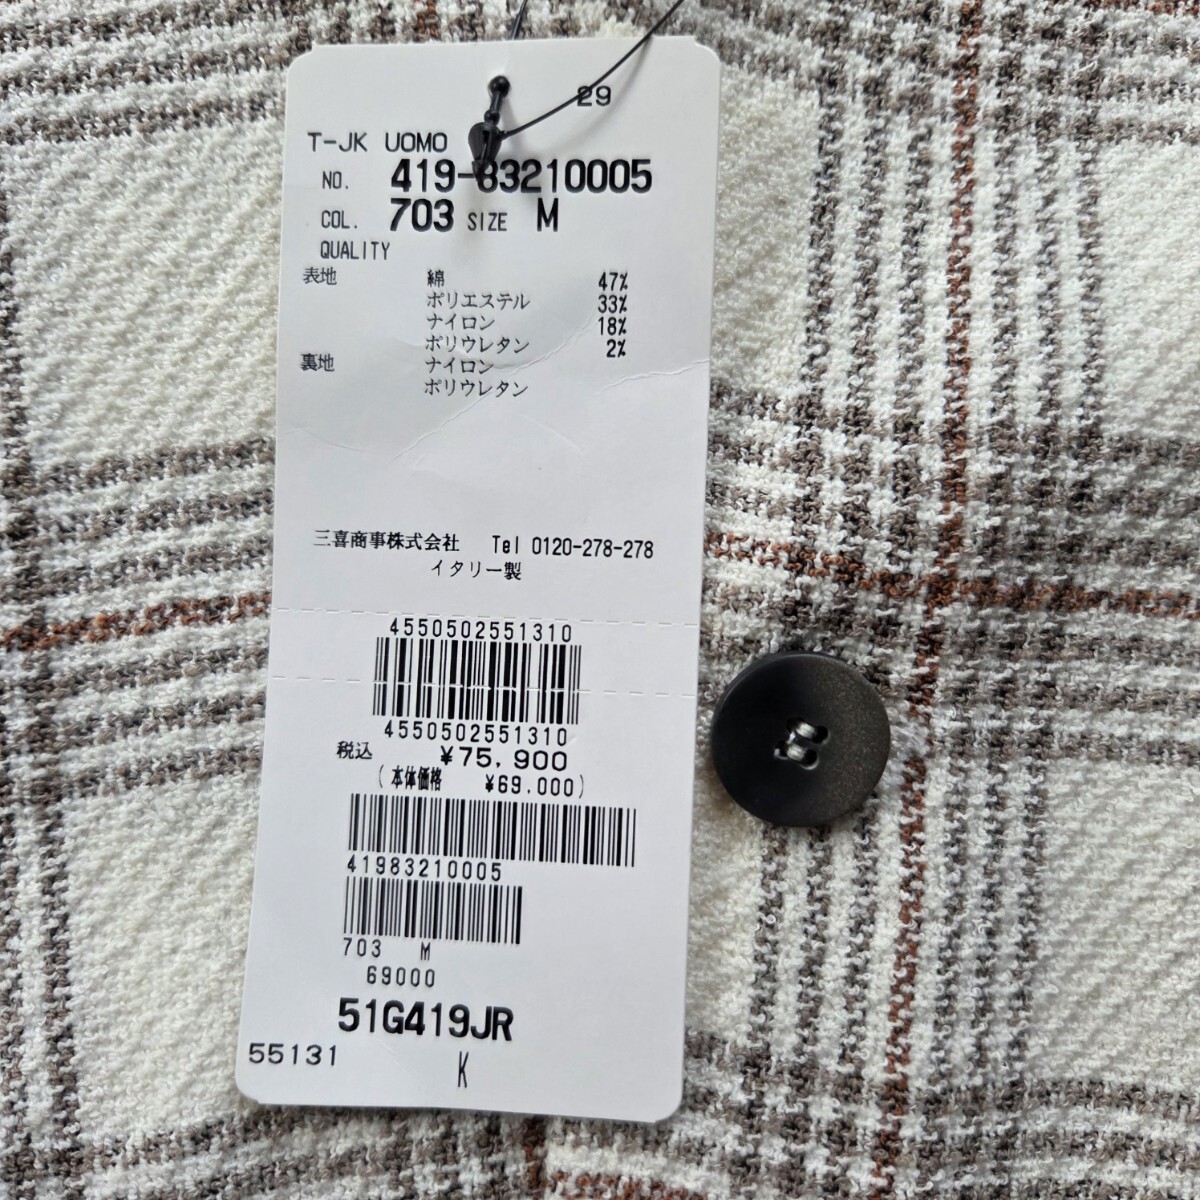 29
T-JK UOMO
NO. 419-83210005
COL. 703 SIZE M
QUALITY
表地 綿 47%
ポリエステル 33%
ナイロン 18%
ポリウレタン 2%
裏地 ナイロン
ポリウレタン
三喜商事株式会社 Tel 0120-278-278
イタリー製
4550502551310
4550502551310
税込 ¥75,900
(本体価格 ¥69,000)
41983210005
703 M
69000
51G419JR
55131 K